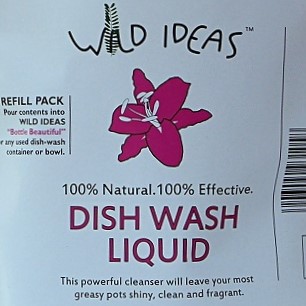 WILD IDEAS™
REFILL PACK
Pour contents into
WILD IDEAS
"Bottle Beautiful"
or any used dish-wash
container or bowl.
100% Natural.100% Effective.
DISH WASH
LIQUID
This powerful cleanser will leave your most
greasy pots shiny, clean and fragrant.